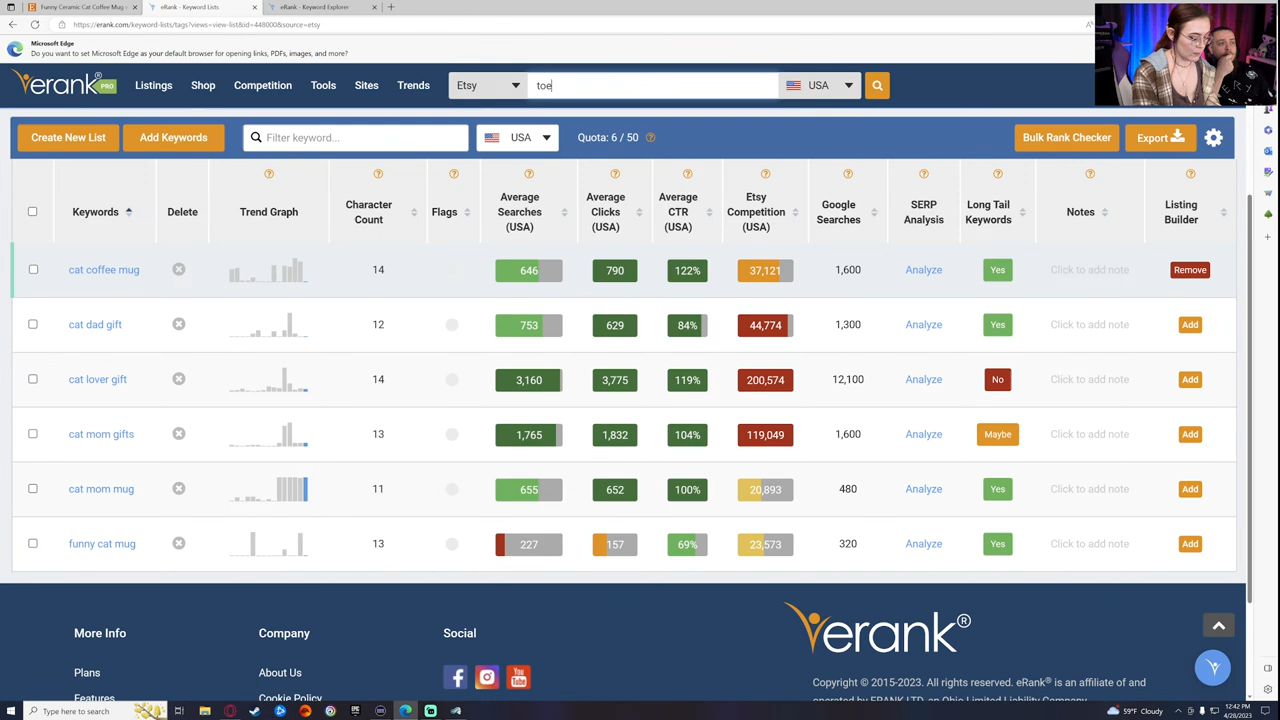 Funny Ceramic Cat Coffee Mug
eRank - Keyword Lists
eRank - Keyword Explorer
https://erank.com/keyword-lists/tags?views=view-list&id=448000&source=etsy
Microsoft Edge
Do you want to set Microsoft Edge as your default browser for opening links, PDFs, images, and more?
erank PRO Listings Shop Competition Tools Sites Trends Etsy toe USA
Create New List Add Keywords Filter keyword... USA Quota: 6 / 50 Bulk Rank Checker Export
Keywords Delete Trend Graph Character Count Flags Average Searches (USA) Average Clicks (USA) Average CTR (USA) Etsy Competition (USA) Google Searches SERP Analysis Long Tail Keywords Notes Listing Builder
cat coffee mug 14 646 790 122% 37,121 1,600 Analyze Yes Click to add note Remove
cat dad gift 12 753 629 84% 44,774 1,300 Analyze Yes Click to add note Add
cat lover gift 14 3,160 3,775 119% 200,574 12,100 Analyze No Click to add note Add
cat mom gifts 13 1,765 1,832 104% 119,049 1,600 Analyze Maybe Click to add note Add
cat mom mug 11 655 652 100% 20,893 480 Analyze Yes Click to add note Add
funny cat mug 13 227 157 69% 23,573 320 Analyze Yes Click to add note Add
More Info Company Social erank®
Plans About Us
Features Cookie Policy
Copyright © 2015-2023. All rights reserved. eRank® is an affiliate of and
operated by ERANK LTD, an Ohio Limited Liability Company
Type here to search
59°F Cloudy
12:42 PM
4/28/2023